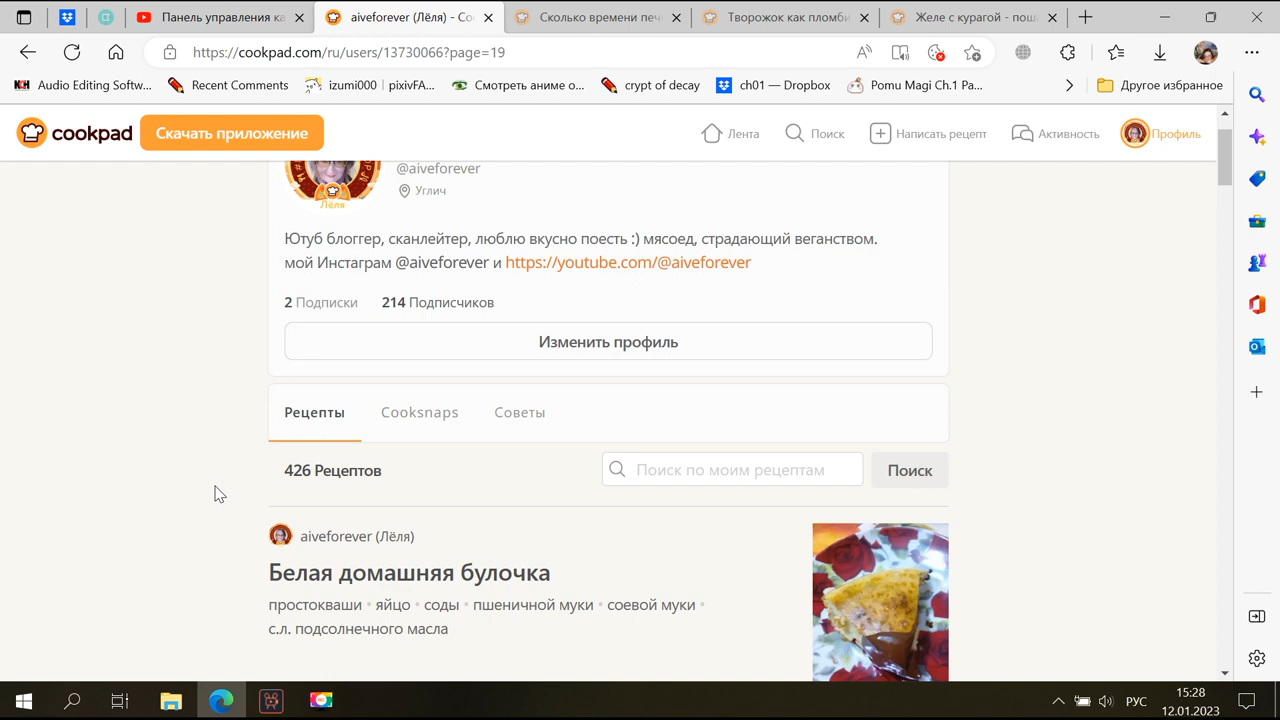 Панель управления ка
aiveforever (Лёля) - Co
Сколько времени печ
Творожок как пломби
Желе с курагой - пош
https://cookpad.com/ru/users/13730066?page=19
Audio Editing Softw...
Recent Comments
izumi000 | pixivFA...
Смотреть аниме о...
crypt of decay
ch01 — Dropbox
Pomu Magi Ch.1 Pa...
Другое избранное
cookpad
Скачать приложение
Лента
Поиск
Написать рецепт
Активность
Профиль
Лёля
@aiveforever
Углич
Ютуб блоггер, сканлейтер, люблю вкусно поесть :) мясоед, страдающий веганством.
мой Инстаграм @aiveforever и https://youtube.com/@aiveforever
2 Подписки 214 Подписчиков
Изменить профиль
Рецепты Cooksnaps Советы
426 Рецептов
Поиск по моим рецептам
Поиск
aiveforever (Лёля)
Белая домашняя булочка
простокваши • яйцо • соды • пшеничной муки • соевой муки •
с.л. подсолнечного масла
РУС
15:28
12.01.2023